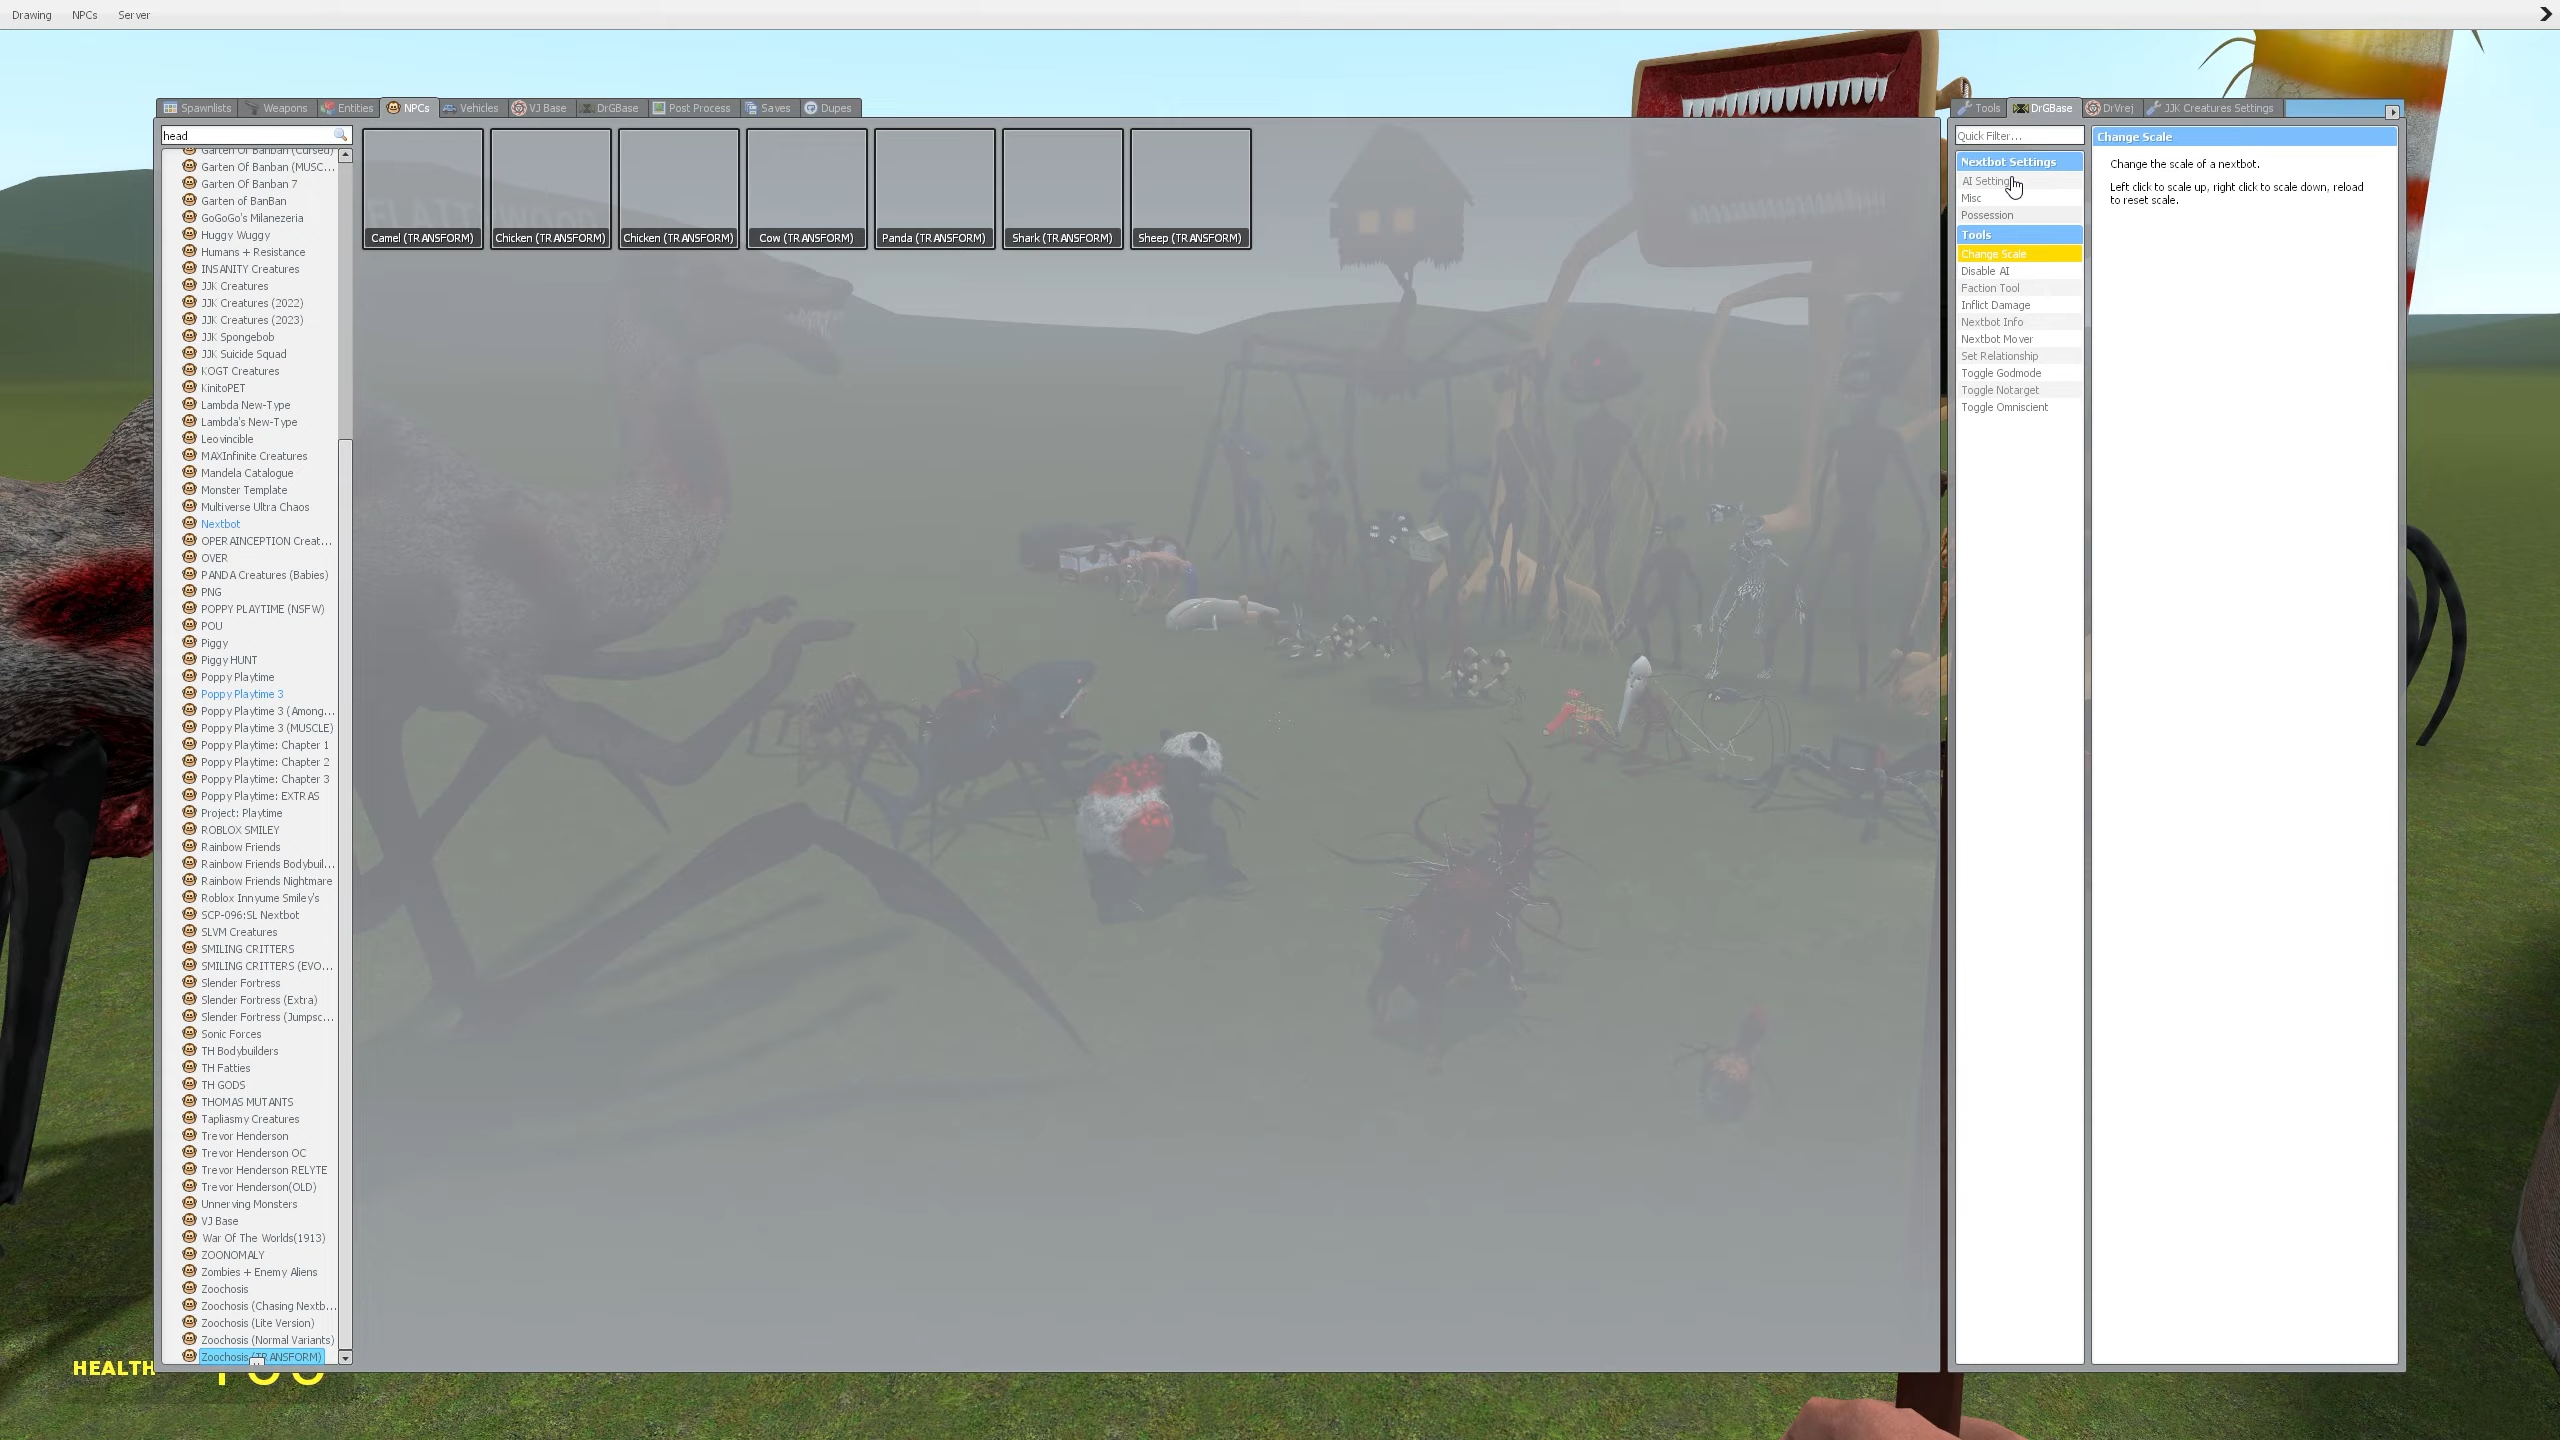 Drawing NPCs Server
Spawnlists Weapons Entities NPCs Vehicles VJ Base DrGBase Post Process Saves Dupes
head
Garten Of Banban (Cursed)
Garten Of Banban (MUSC...
Garten Of Banban 7
Garten of BanBan
GoGoGo's Milanezeria
Huggy Wuggy
Humans + Resistance
INSANITY Creatures
JJK Creatures
JJK Creatures (2022)
JJK Creatures (2023)
JJK Spongebob
JJK Suicide Squad
KOGT Creatures
KinitoPET
Lambda New-Type
Lambda's New-Type
Leovincible
MAXInfinite Creatures
Mandela Catalogue
Monster Template
Multiverse Ultra Chaos
Nextbot
OPERAINCEPTION Creat...
OVER
PANDA Creatures (Babies)
PNG
POPPY PLAYTIME (NSFW)
POU
Piggy
Piggy HUNT
Poppy Playtime
Poppy Playtime 3
Poppy Playtime 3 (Among...
Poppy Playtime 3 (MUSCLE)
Poppy Playtime: Chapter 1
Poppy Playtime: Chapter 2
Poppy Playtime: Chapter 3
Poppy Playtime: EXTRAS
Project: Playtime
ROBLOX SMILEY
Rainbow Friends
Rainbow Friends Bodybuil...
Rainbow Friends Nightmare
Roblox Innyume Smiley's
SCP-096:SL Nextbot
SLVM Creatures
SMILING CRITTERS
SMILING CRITTERS (EVO...
Slender Fortress
Slender Fortress (Extra)
Slender Fortress (Jumpsc...
Sonic Forces
TH Bodybuilders
TH Fatties
TH GODS
THOMAS MUTANTS
Tapliasmy Creatures
Trevor Henderson
Trevor Henderson OC
Trevor Henderson RELYTE
Trevor Henderson(OLD)
Unnerving Monsters
VJ Base
War Of The Worlds(1913)
ZOONOMALY
Zombies + Enemy Aliens
Zoochosis
Zoochosis (Chasing Nextb...
Zoochosis (Lite Version)
Zoochosis (Normal Variants)
Zoochosis (TRANSFORM)
Camel (TRANSFORM) Chicken (TRANSFORM) Chicken (TRANSFORM) Cow (TRANSFORM) Panda (TRANSFORM) Shark (TRANSFORM) Sheep (TRANSFORM)
Tools DrGBase DrVrej JJK Creatures Settings
Quick Filter...
Nextbot Settings
AI Settings
Misc
Possession
Tools
Change Scale
Disable AI
Faction Tool
Inflict Damage
Nextbot Info
Nextbot Mover
Set Relationship
Toggle Godmode
Toggle Notarget
Toggle Omniscient
Change Scale
Change the scale of a nextbot.
Left click to scale up, right click to scale down, reload
to reset scale.
HEALTH 100